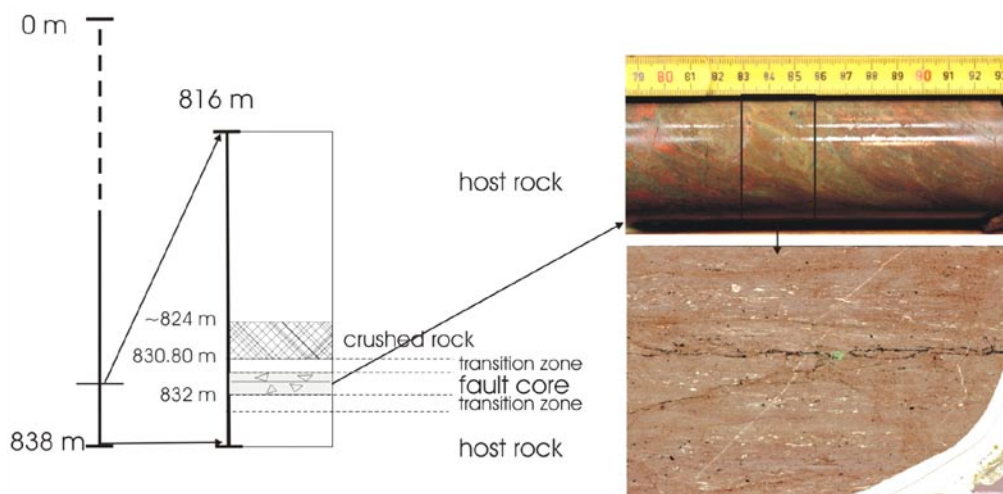 0 m
816 m
host rock
~824 m
crushed rock
830.80 m
transition zone
fault core
832 m
transition zone
838 m
host rock
79 80 81 82 83 84 85 86 87 88 89 90 91 92